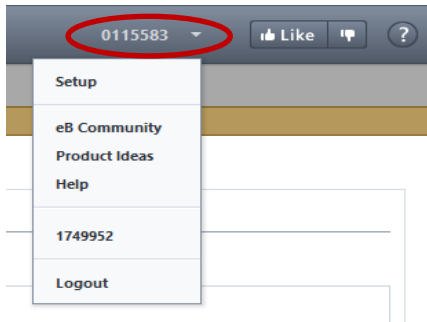 0115583 Like ?
Setup
eB Community
Product Ideas
Help
1749952
Logout